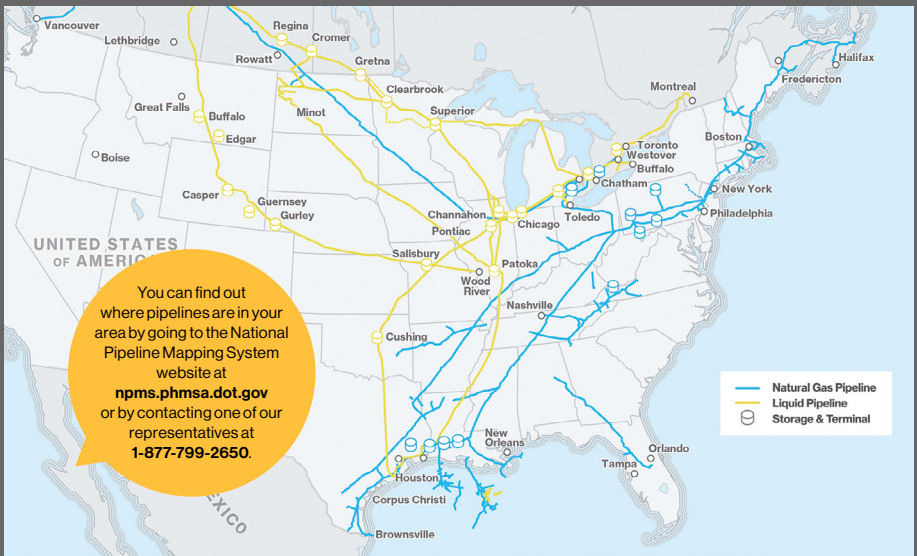 Vancouver
Lethbridge
Regina
Cromer
Rowatt
Gretna
Clearbrook
Superior
Minot
Great Falls
Buffalo
Edgar
Boise
Casper
Guernsey
Gurley
Montreal
Halifax
Fredericton
Boston
Toronto
Westover
Buffalo
Chatham
New York
Philadelphia
Toledo
Channahon
Chicago
Pontiac
Salisbury
Patoka
Wood
River
Nashville
Cushing
UNITED STATES
OF AMERIC
You can find out
where pipelines are in your
area by going to the National
Pipeline Mapping System
website at
npms.phmsa.dot.gov
or by contacting one of our
representatives at
1-877-799-2650.
EXICO
New
Orleans
Houston
Corpus Christi
Brownsville
Orlando
Tampa
Natural Gas Pipeline
Liquid Pipeline
Storage & Terminal